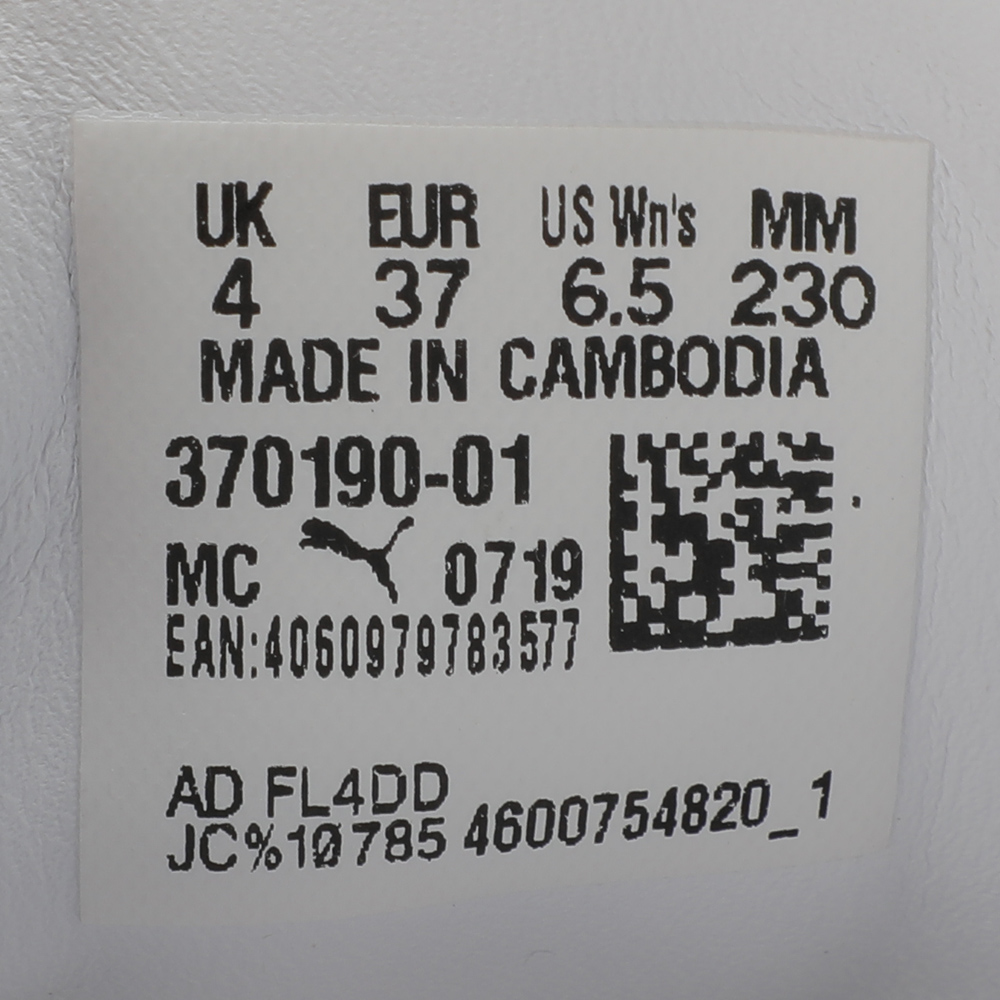 UK EUR US Wn's MM
4 37 6.5 230
MADE IN CAMBODIA
370190-01
MC 0719
EAN:4060979783577
AD FL4DD
JC%10785 4600754820_1